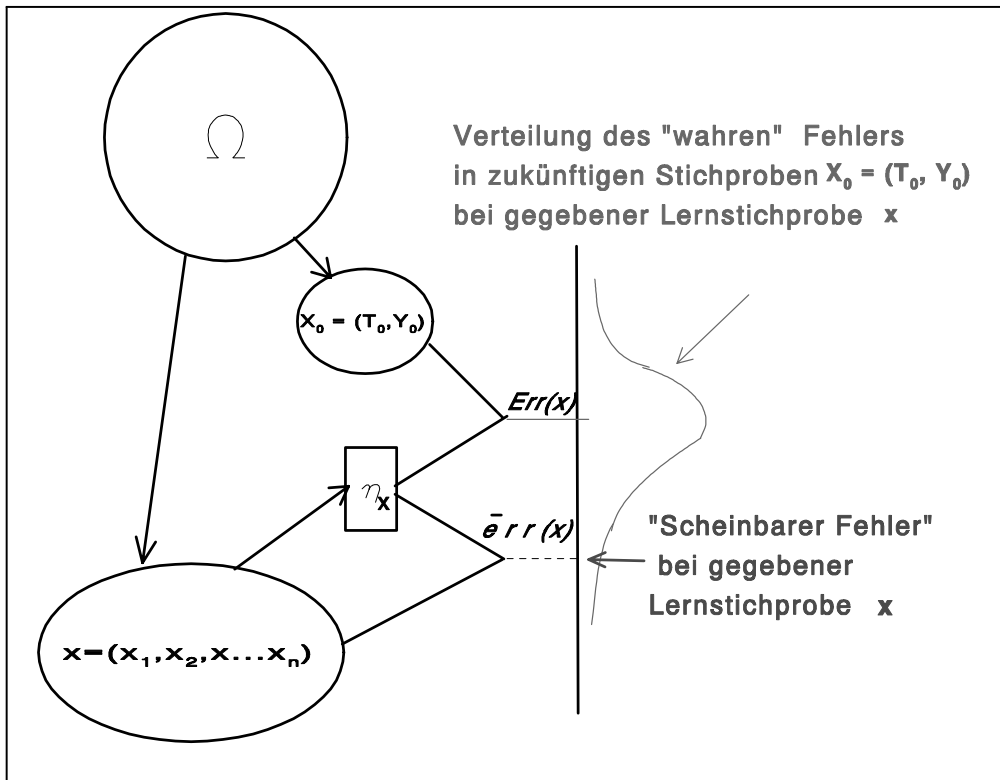 Ω
Verteilung des "wahren" Fehlers
in zukünftigen Stichproben X₀ = (T₀, Y₀)
bei gegebener Lernstichprobe x
X₀ = (T₀,Y₀)
Err(x)
ηₓ
e̅rr(x)
"Scheinbarer Fehler"
bei gegebener
Lernstichprobe x
x=(x₁,x₂,x...xₙ)